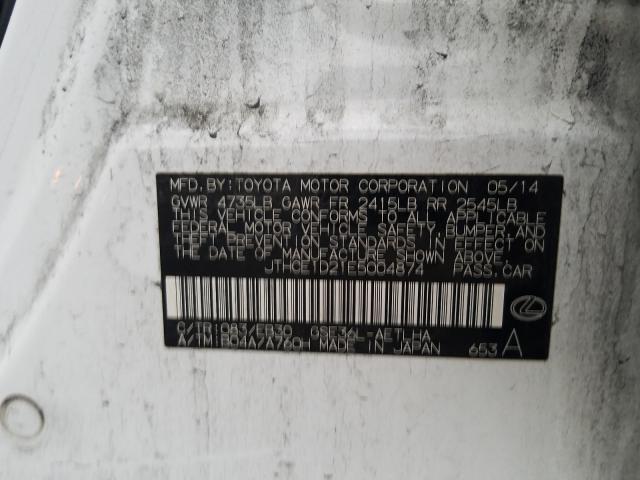 MFD. BY: TOYOTA MOTOR CORPORATION 05/14
GVWR 4735LB GAWR FR 2415LB RR 2545LB
THIS VEHICLE CONFORMS TO ALL APPLICABLE
FEDERAL MOTOR VEHICLE SAFETY, BUMPER, AND
THEFT PREVENTION STANDARDS IN EFFECT ON
THE DATE OF MANUFACTURE SHOWN ABOVE.
JTHCE1D21E5004874 PASS. CAR
C/TR: 083/EB30 GSE36L-AETLHA
A/TM: B04A/A760H MADE IN JAPAN 653 A